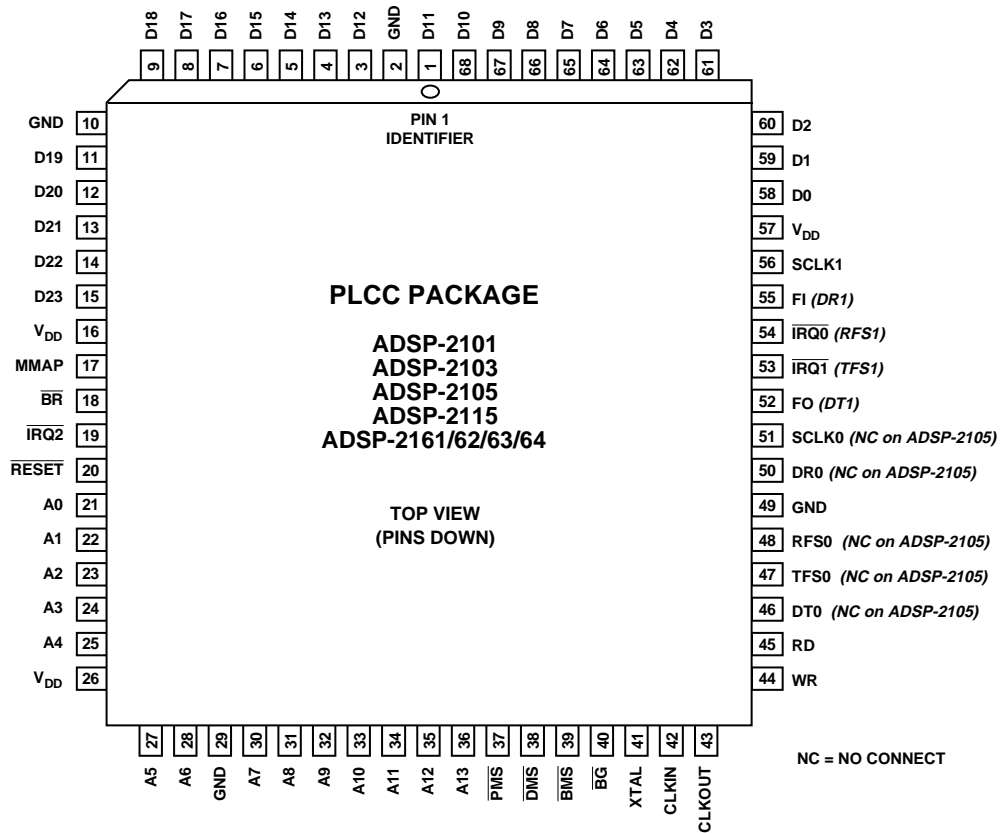 D18 D17 D16 D15 D14 D13 D12 GND D11 D10 D9 D8 D7 D6 D5 D4 D3
9 8 7 6 5 4 3 2 1 68 67 66 65 64 63 62 61
PIN 1
IDENTIFIER
GND 10
D19 11
D20 12
D21 13
D22 14
D23 15
VDD 16
MMAP 17
BR 18
IRQ2 19
RESET 20
A0 21
A1 22
A2 23
A3 24
A4 25
VDD 26
PLCC PACKAGE
ADSP-2101
ADSP-2103
ADSP-2105
ADSP-2115
ADSP-2161/62/63/64
TOP VIEW
(PINS DOWN)
60 D2
59 D1
58 D0
57 VDD
56 SCLK1
55 FI (DR1)
54 IRQ0 (RFS1)
53 IRQ1 (TFS1)
52 FO (DT1)
51 SCLK0 (NC on ADSP-2105)
50 DR0 (NC on ADSP-2105)
49 GND
48 RFS0 (NC on ADSP-2105)
47 TFS0 (NC on ADSP-2105)
46 DT0 (NC on ADSP-2105)
45 RD
44 WR
27 28 29 30 31 32 33 34 35 36 37 38 39 40 41 42 43
A5 A6 GND A7 A8 A9 A10 A11 A12 A13 PMS DMS BMS BG XTAL CLKIN CLKOUT
NC = NO CONNECT